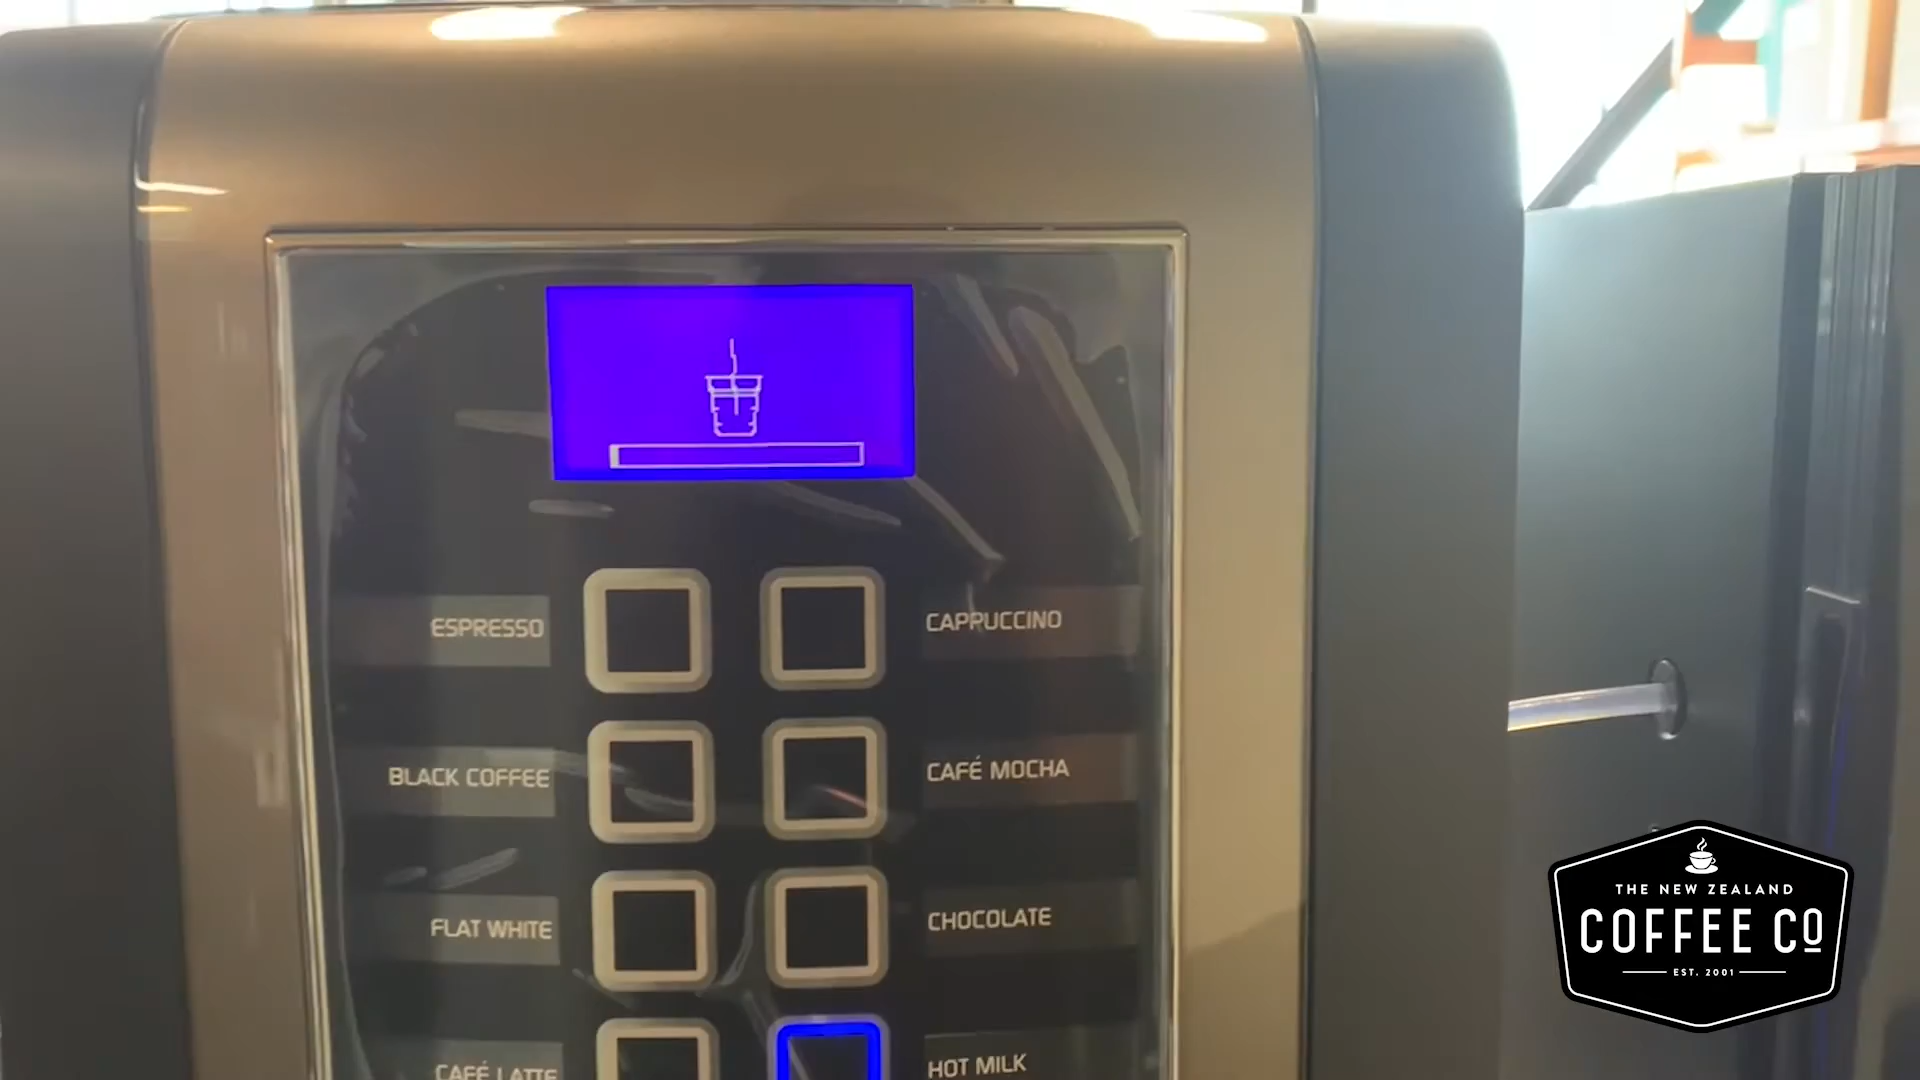 ESPRESSO
CAPPUCCINO
BLACK COFFEE
CAFÉ MOCHA
FLAT WHITE
CHOCOLATE
CAFÉ LATTE
HOT MILK
THE NEW ZEALAND
COFFEE CO
EST. 2001